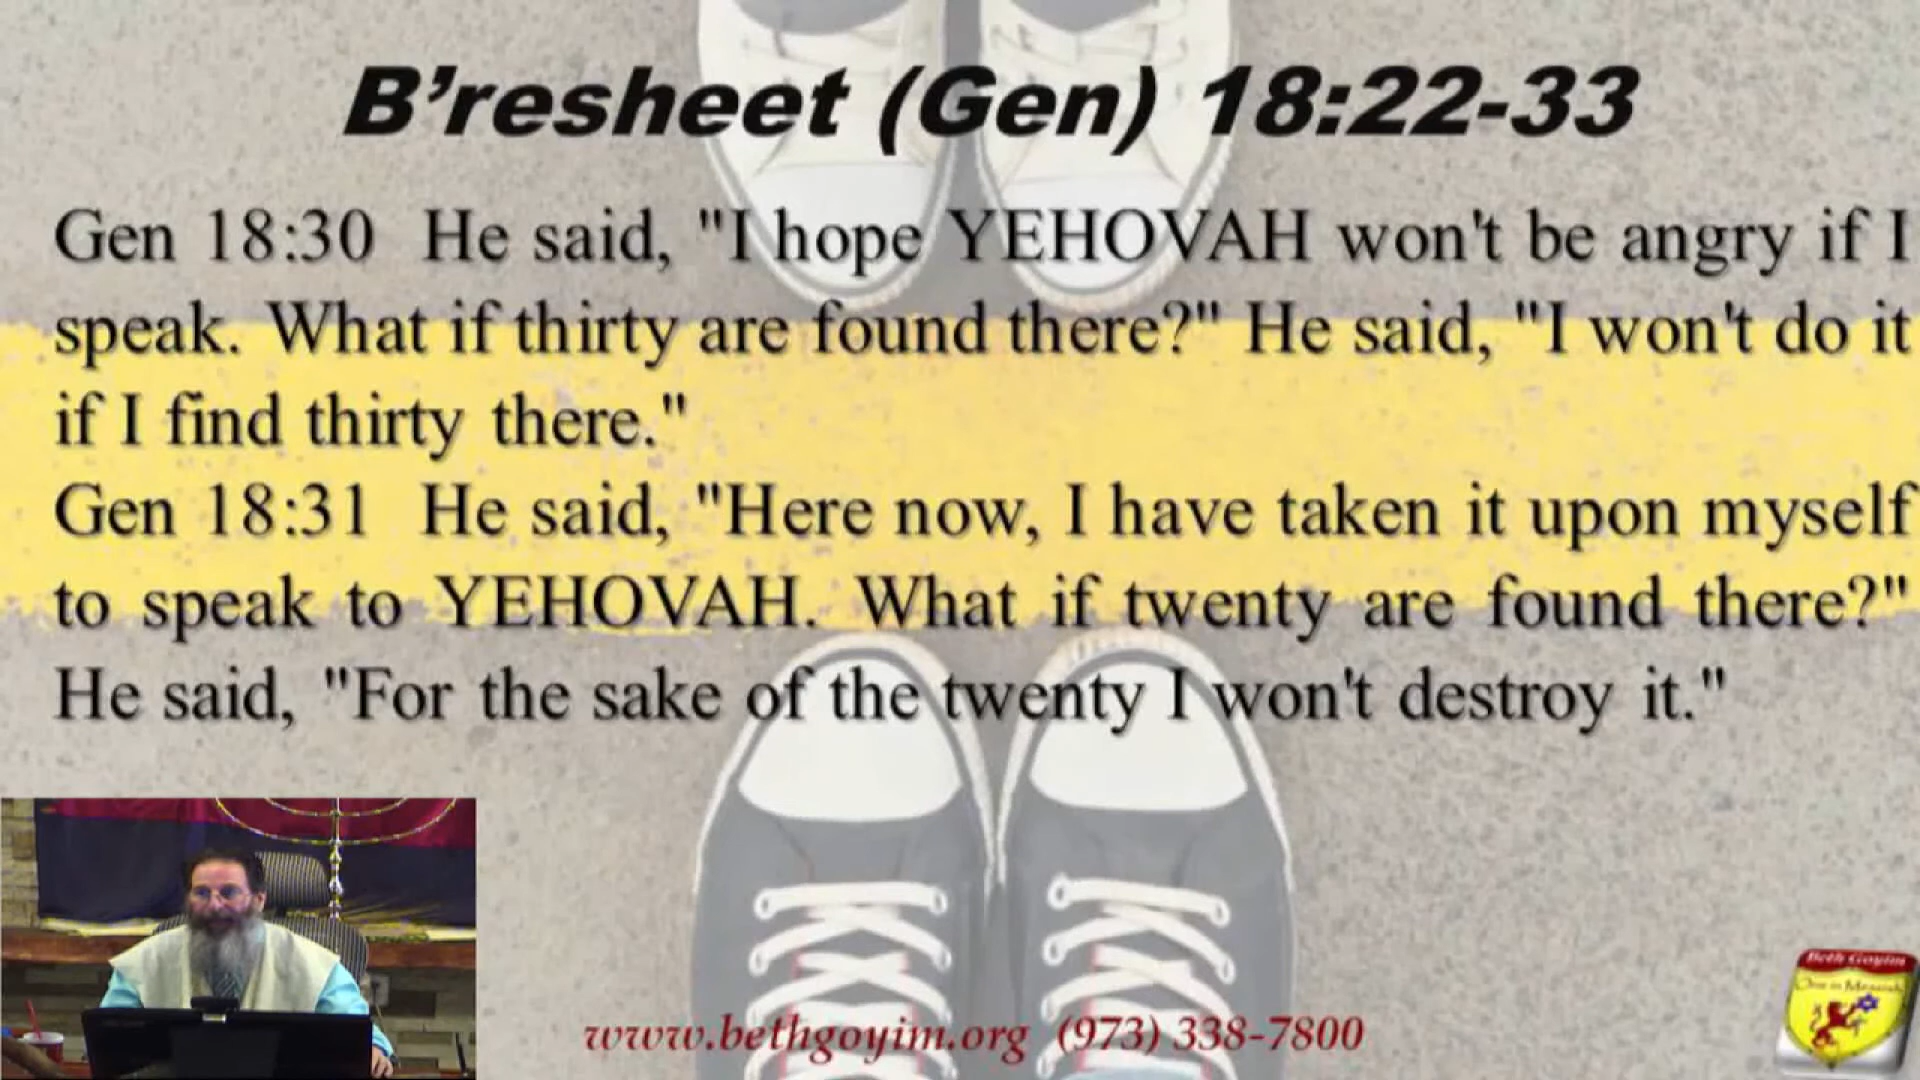 B'resheet (Gen) 18:22-33
Gen 18:30 He said, "I hope YEHOVAH won't be angry if I
speak. What if thirty are found there?" He said, "I won't do it
if I find thirty there."
Gen 18:31 He said, "Here now, I have taken it upon myself
to speak to YEHOVAH. What if twenty are found there?"
He said, "For the sake of the twenty I won't destroy it."
www.bethgoyim.org (973) 338-7800
Beth Goyim
One in Messiah